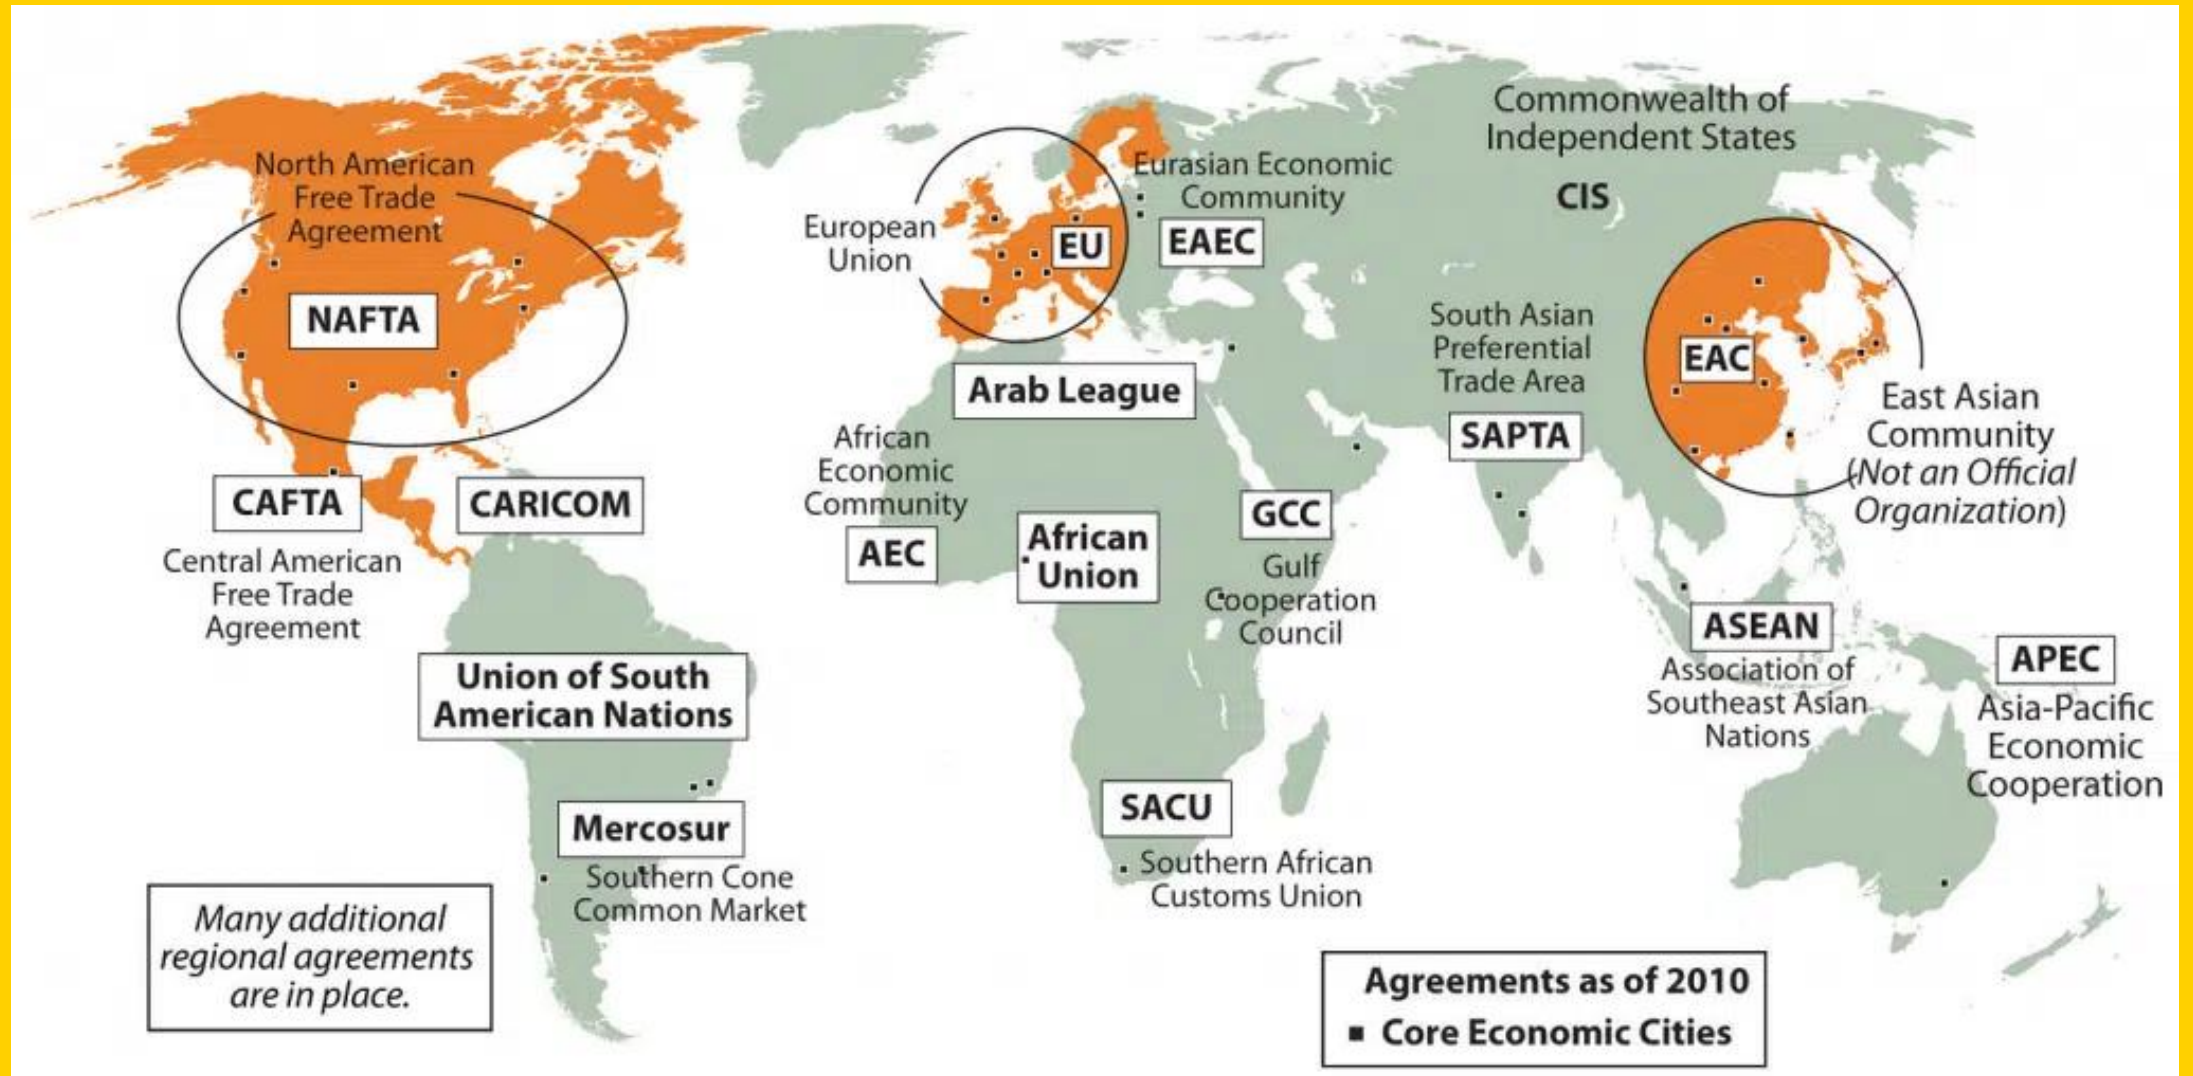 North American
Free Trade
Agreement
NAFTA
CAFTA
Central American
Free Trade
Agreement
CARICOM
Union of South
American Nations
Mercosur
Southern Cone
Common Market
Many additional
regional agreements
are in place.
European
Union
EU
Eurasian Economic
Community
EAEC
Commonwealth of
Independent States
CIS
Arab League
African
Economic
Community
AEC
African
Union
GCC
Gulf
Cooperation
Council
SACU
Southern African
Customs Union
South Asian
Preferential
Trade Area
SAPTA
EAC
East Asian
Community
(Not an Official
Organization)
ASEAN
Association of
Southeast Asian
Nations
APEC
Asia-Pacific
Economic
Cooperation
Agreements as of 2010
Core Economic Cities